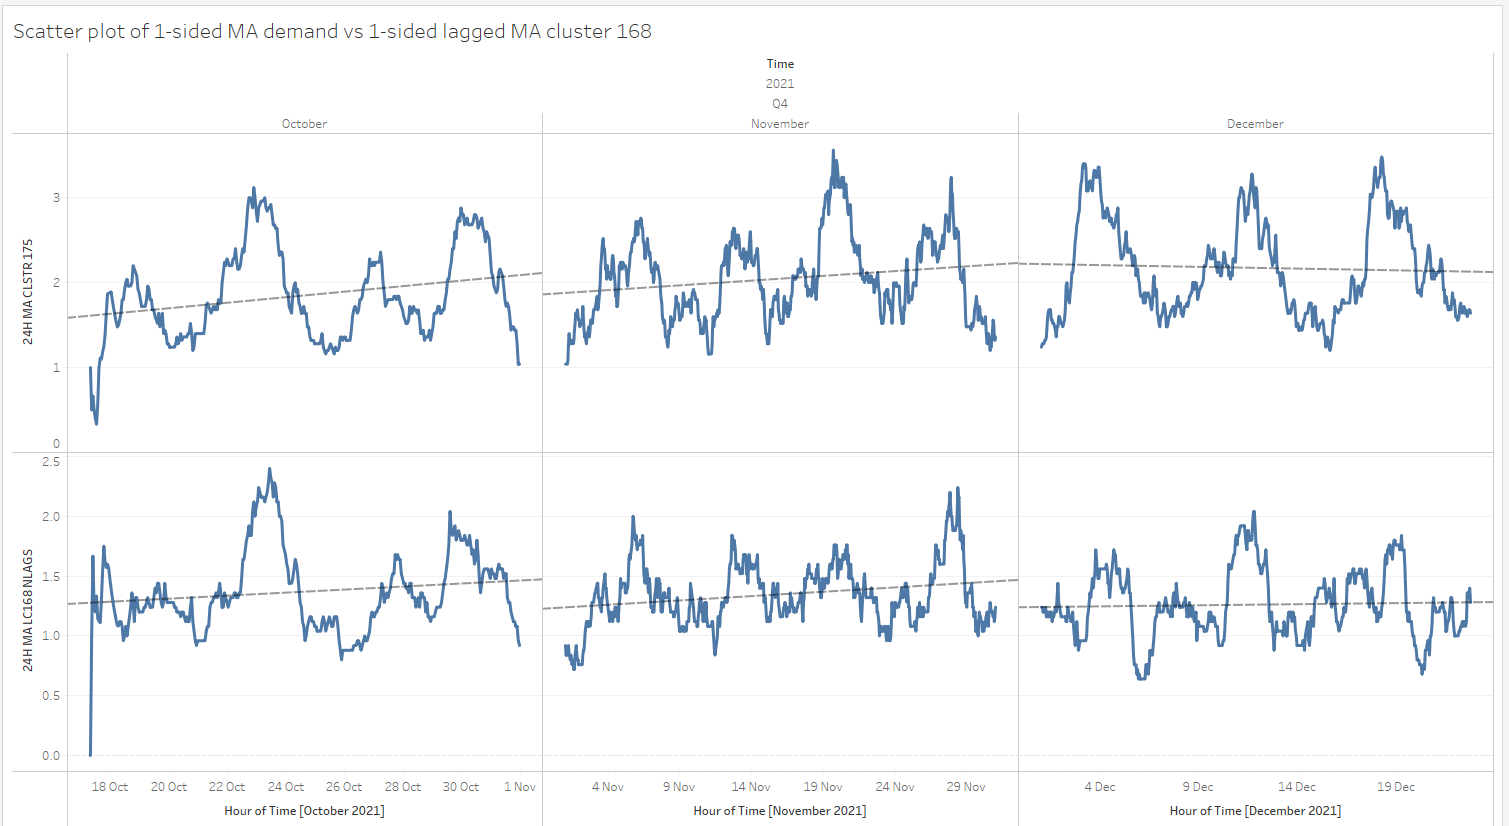 Scatter plot of 1-sided MA demand vs 1-sided lagged MA cluster 168
Time
2021
Q4
October November December
24H MA CLSTR 175
3
2
1
0
24H MA LC168 NLAGS
2.5
2.0
1.5
1.0
0.5
0.0
18 Oct 20 Oct 22 Oct 24 Oct 26 Oct 28 Oct 30 Oct 1 Nov 4 Nov 9 Nov 14 Nov 19 Nov 24 Nov 29 Nov 4 Dec 9 Dec 14 Dec 19 Dec
Hour of Time [October 2021] Hour of Time [November 2021] Hour of Time [December 2021]